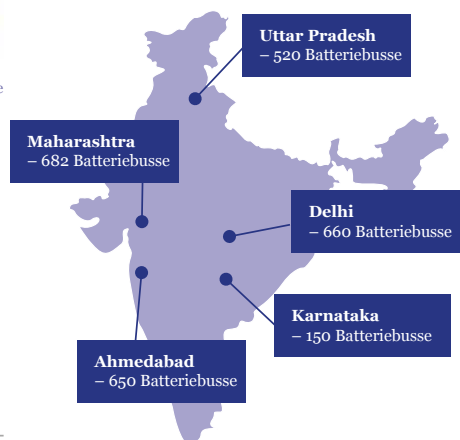 Uttar Pradesh
– 520 Batteriebusse
e
Maharashtra
– 682 Batteriebusse
Delhi
– 660 Batteriebusse
Karnataka
– 150 Batteriebusse
Ahmedabad
– 650 Batteriebusse